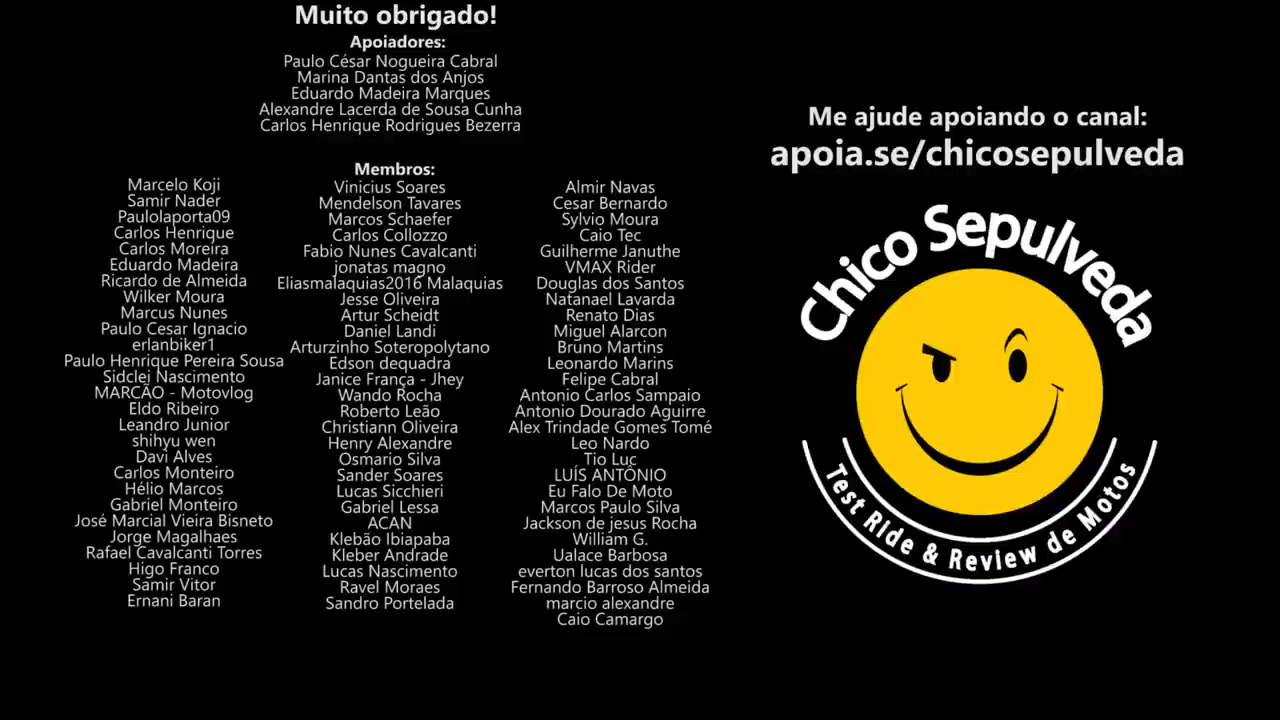 Muito obrigado!
Apoiadores:
Paulo César Nogueira Cabral
Marina Dantas dos Anjos
Eduardo Madeira Marques
Alexandre Lacerda de Sousa Cunha
Carlos Henrique Rodrigues Bezerra
Membros:
Marcelo Koji
Samir Nader
Paulolaporta09
Carlos Henrique
Carlos Moreira
Eduardo Madeira
Ricardo de Almeida
Wilker Moura
Marcus Nunes
Paulo Cesar Ignacio
erlanbiker1
Paulo Henrique Pereira Sousa
Sidclei Nascimento
MARCÃO - Motovlog
Eldo Ribeiro
Leandro Junior
shihyu wen
Davi Alves
Carlos Monteiro
Hélio Marcos
Gabriel Monteiro
José Marcial Vieira Bisneto
Jorge Magalhaes
Rafael Cavalcanti Torres
Higo Franco
Samir Vitor
Ernani Baran
Vinicius Soares
Mendelson Tavares
Marcos Schaefer
Carlos Collozzo
Fabio Nunes Cavalcanti
jonatas magno
Eliasmalaquias2016 Malaquias
Jesse Oliveira
Artur Scheidt
Daniel Landi
Arturzinho Soteropolytano
Edson dequadra
Janice França - Jhey
Wando Rocha
Roberto Leão
Christiann Oliveira
Henry Alexandre
Osmario Silva
Sander Soares
Lucas Sicchieri
Gabriel Lessa
ACAN
Klebão Ibiapaba
Kleber Andrade
Lucas Nascimento
Ravel Moraes
Sandro Portelada
Almir Navas
Cesar Bernardo
Sylvio Moura
Caio Tec
Guilherme Januthe
VMAX Rider
Douglas dos Santos
Natanael Lavarda
Renato Dias
Miguel Alarcon
Bruno Martins
Leonardo Marins
Felipe Cabral
Antonio Carlos Sampaio
Antonio Dourado Aguirre
Alex Trindade Gomes Tomé
Leo Nardo
Tio Luc
LUÍS ANTÔNIO
Eu Falo De Moto
Marcos Paulo Silva
Jackson de jesus Rocha
William G.
Ualace Barbosa
everton lucas dos santos
Fernando Barroso Almeida
marcio alexandre
Caio Camargo
Me ajude apoiando o canal:
apoia.se/chicosepulveda
Chico Sepulveda
Test Ride & Review de Motos